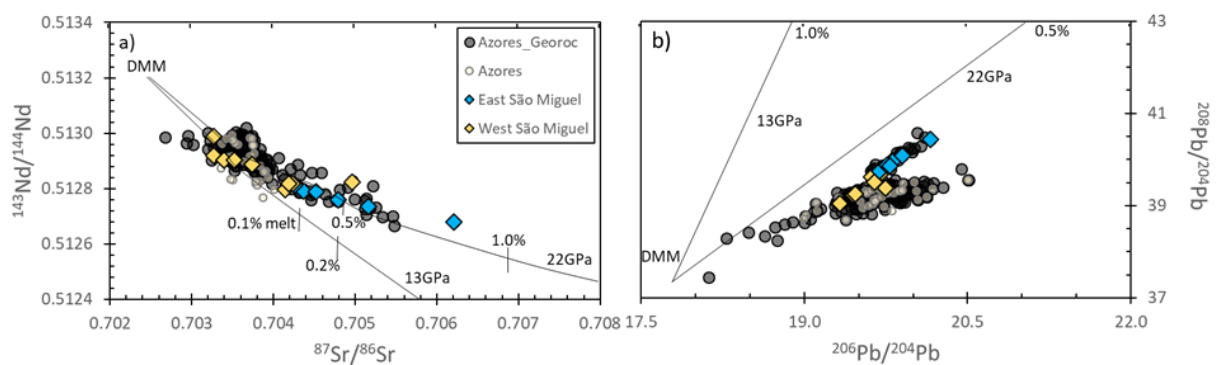 a)
0.5134
0.5132
0.5130
0.5128
0.5126
0.5124
¹⁴³Nd/¹⁴⁴Nd
DMM
Azores_Georoc
Azores
East São Miguel
West São Miguel
0.1% melt
0.5%
0.2%
1.0%
13GPa
22GPa
0.702 0.703 0.704 0.705 0.706 0.707 0.708
⁸⁷Sr/⁸⁶Sr
b)
1.0%
0.5%
22GPa
13GPa
DMM
43
41
39
37
²⁰⁸Pb/²⁰⁴Pb
17.5 19.0 20.5 22.0
²⁰⁶Pb/²⁰⁴Pb